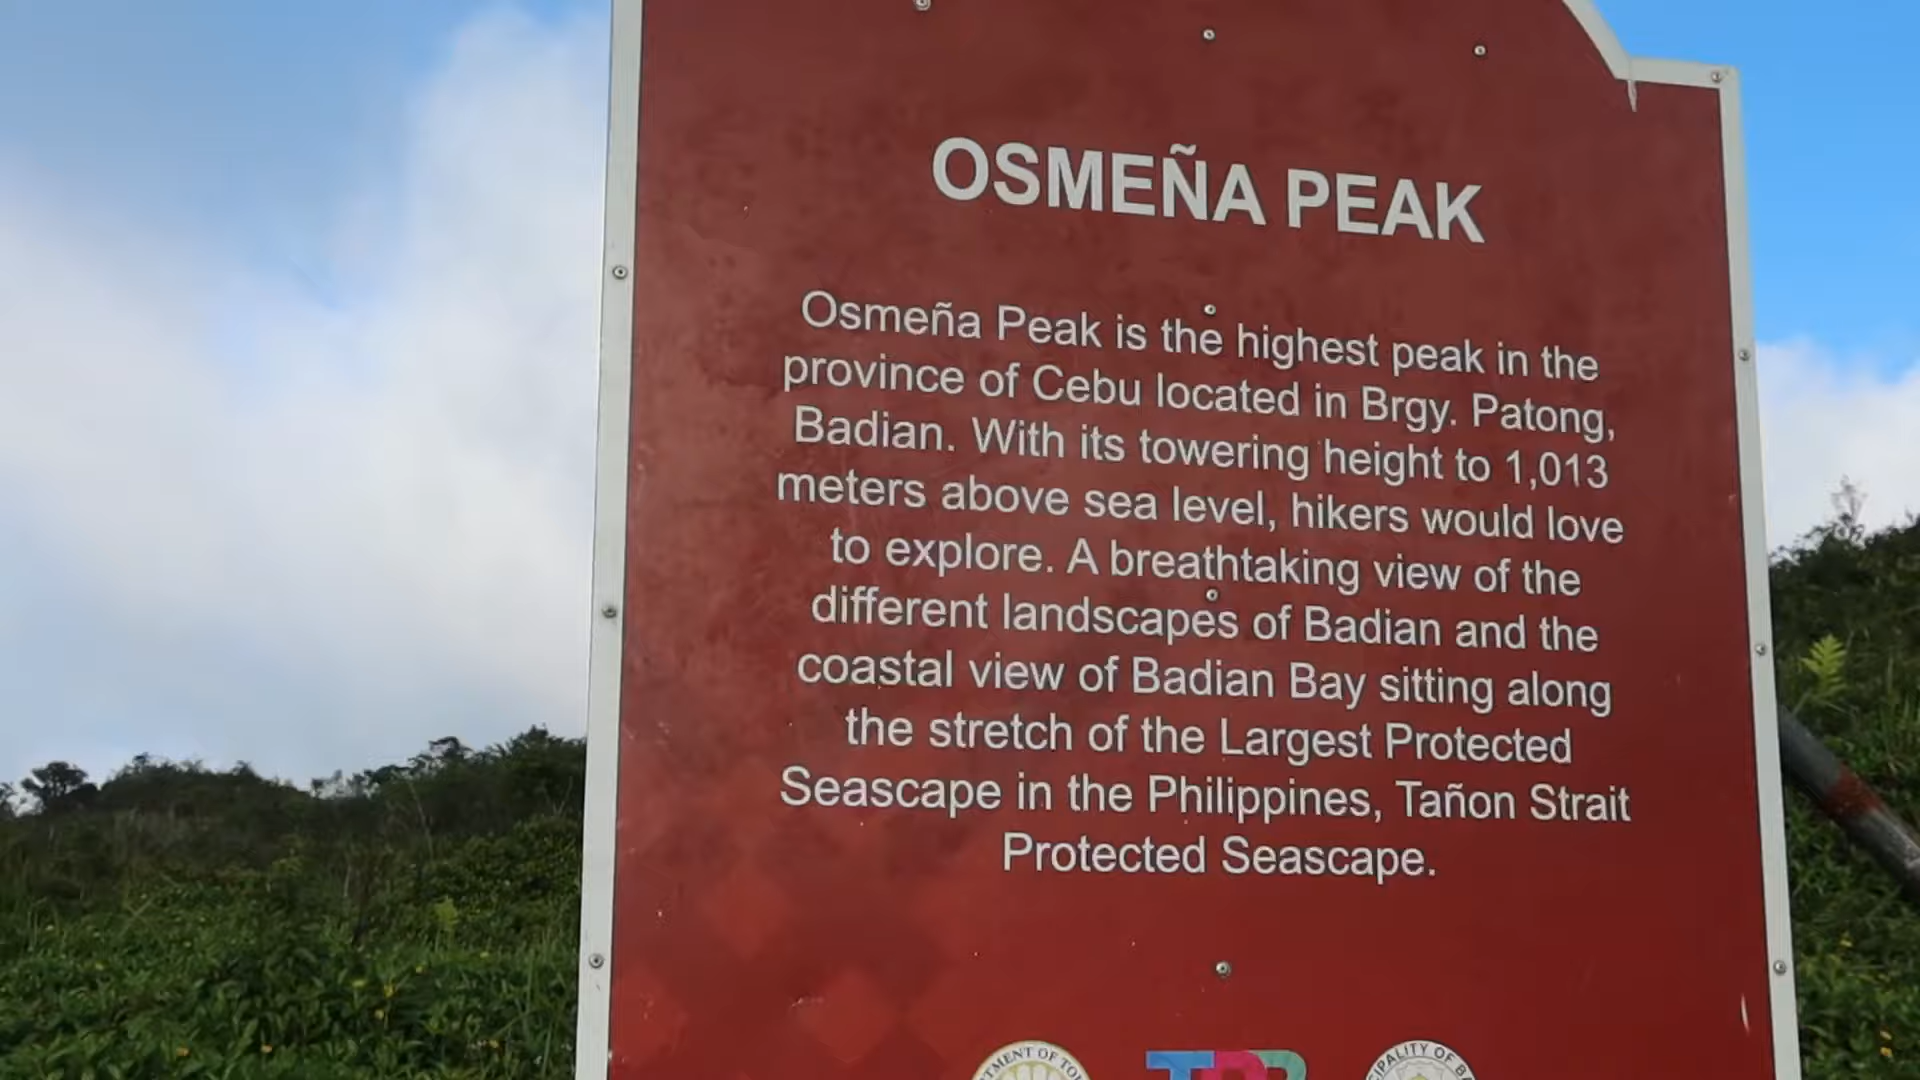 OSMEÑA PEAK
Osmeña Peak is the highest peak in the
province of Cebu located in Brgy. Patong,
Badian. With its towering height to 1,013
meters above sea level, hikers would love
to explore. A breathtaking view of the
different landscapes of Badian and the
coastal view of Badian Bay sitting along
the stretch of the Largest Protected
Seascape in the Philippines, Tañon Strait
Protected Seascape.